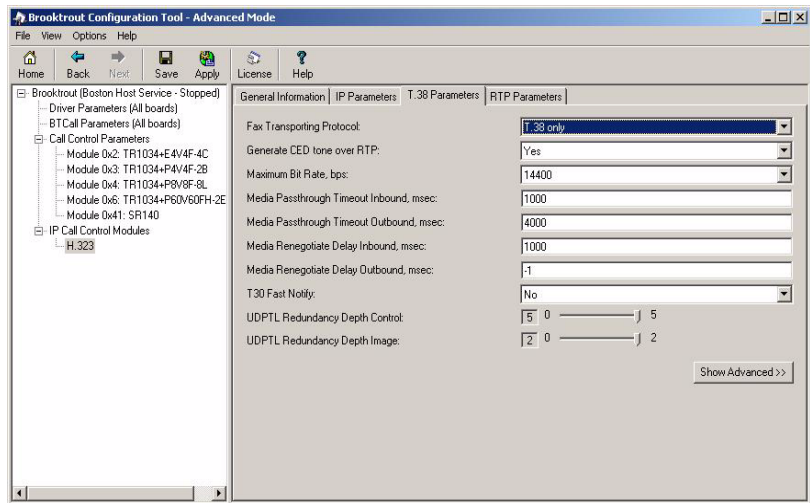 Brooktrout Configuration Tool - Advanced Mode
File View Options Help
Home Back Next Save Apply License Help
Brooktrout (Boston Host Service - Stopped)
Driver Parameters (All boards)
BTCall Parameters (All boards)
Call Control Parameters
Module 0x2: TR1034+E4V4F-4C
Module 0x3: TR1034+P4V4F-2B
Module 0x4: TR1034+P8V8F-8L
Module 0x6: TR1034+P60V60FH-2E
Module 0x41: SR140
IP Call Control Modules
H.323
General Information IP Parameters T.38 Parameters RTP Parameters
Fax Transporting Protocol: T.38 only
Generate CED tone over RTP: Yes
Maximum Bit Rate, bps: 14400
Media Passthrough Timeout Inbound, msec: 1000
Media Passthrough Timeout Outbound, msec: 4000
Media Renegotiate Delay Inbound, msec: 1000
Media Renegotiate Delay Outbound, msec: -1
T30 Fast Notify: No
UDPTL Redundancy Depth Control: 5 0 5
UDPTL Redundancy Depth Image: 2 0 2
Show Advanced >>